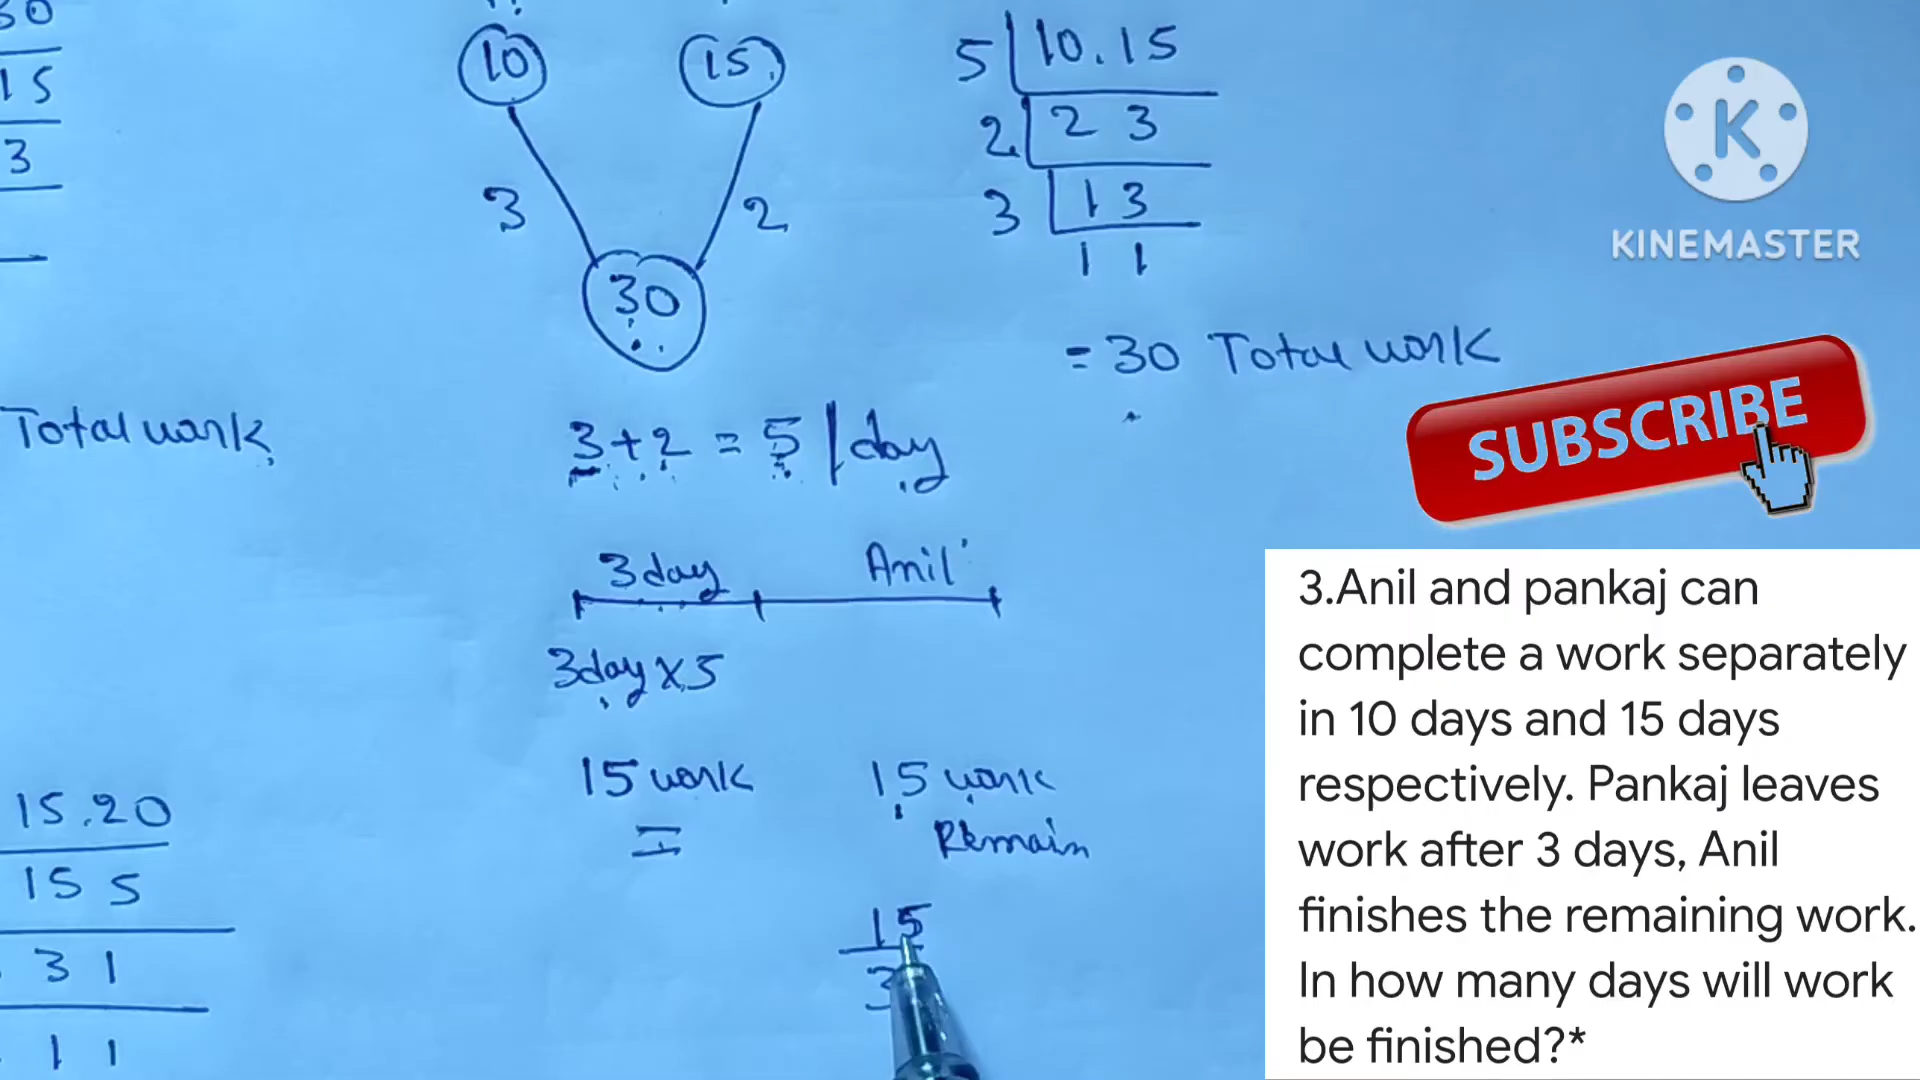 30
15
3
Total work
15.20
15 5
3 1
1 1
10 15
3 2
30
3+2 = 5 / day
3day Anil
3day x 5
15 work 15 work
Remain
15
3
5 10.15
2 2 3
3 1 3
1 1
= 30 Total work
KINEMASTER
SUBSCRIBE
3.Anil and pankaj can
complete a work separately
in 10 days and 15 days
respectively. Pankaj leaves
work after 3 days, Anil
finishes the remaining work.
In how many days will work
be finished?*